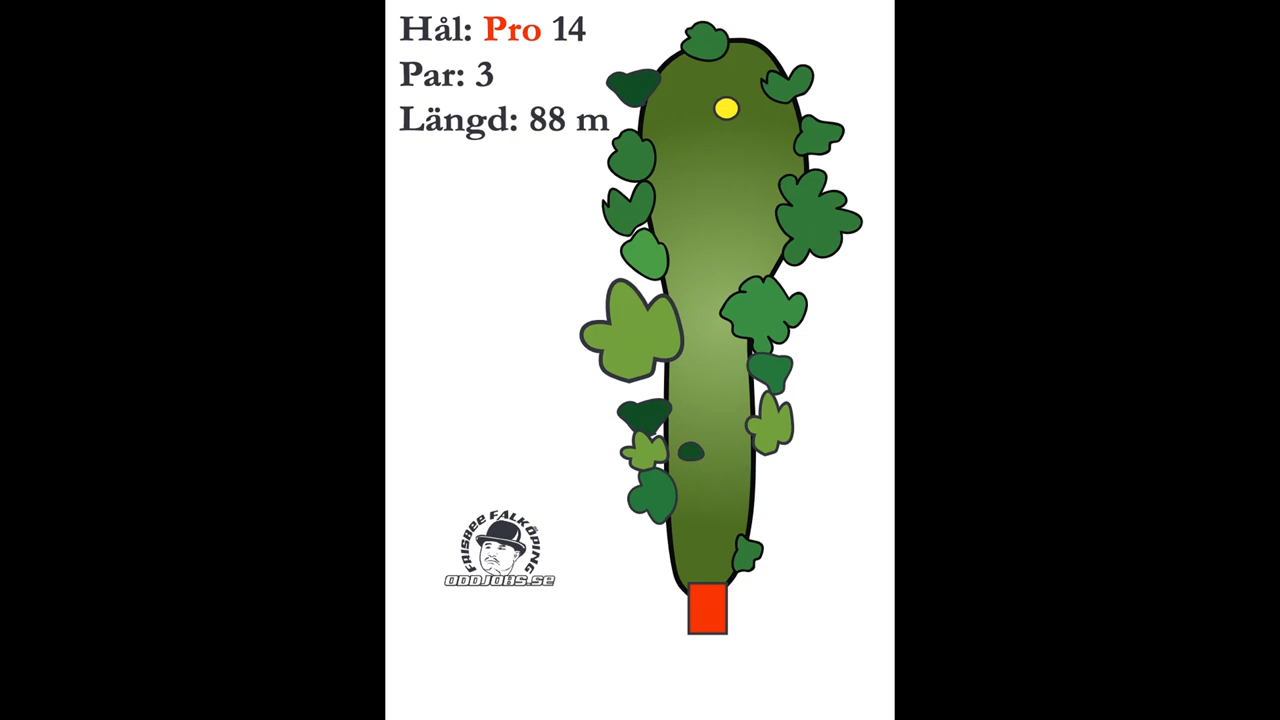 Hål: Pro 14
Par: 3
Längd: 88 m
FRISBEE FALKÖPING
ODDJOBS.SE